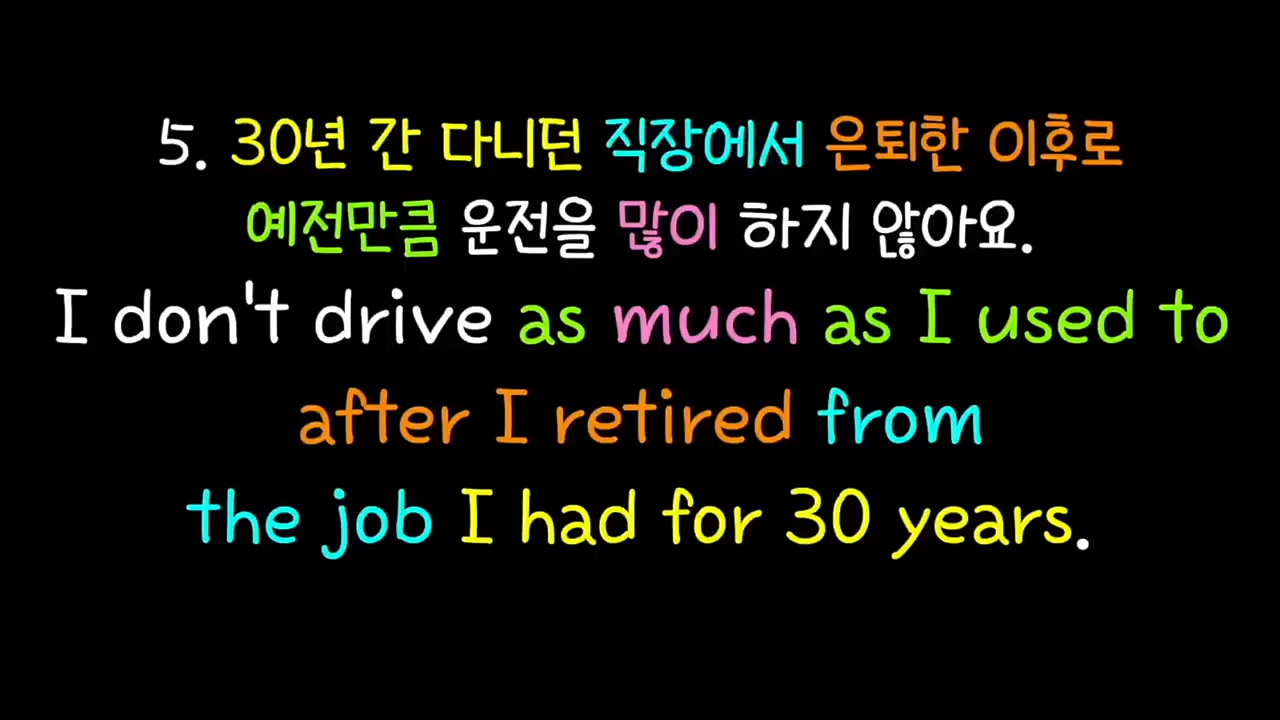 5. 30년 간 다니던 직장에서 은퇴한 이후로
예전만큼 운전을 많이 하지 않아요.
I don't drive as much as I used to
after I retired from
the job I had for 30 years.